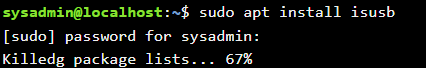 sysadmin@localhost:~$ sudo apt install isusb
[sudo] password for sysadmin:
Killedg package lists... 67%